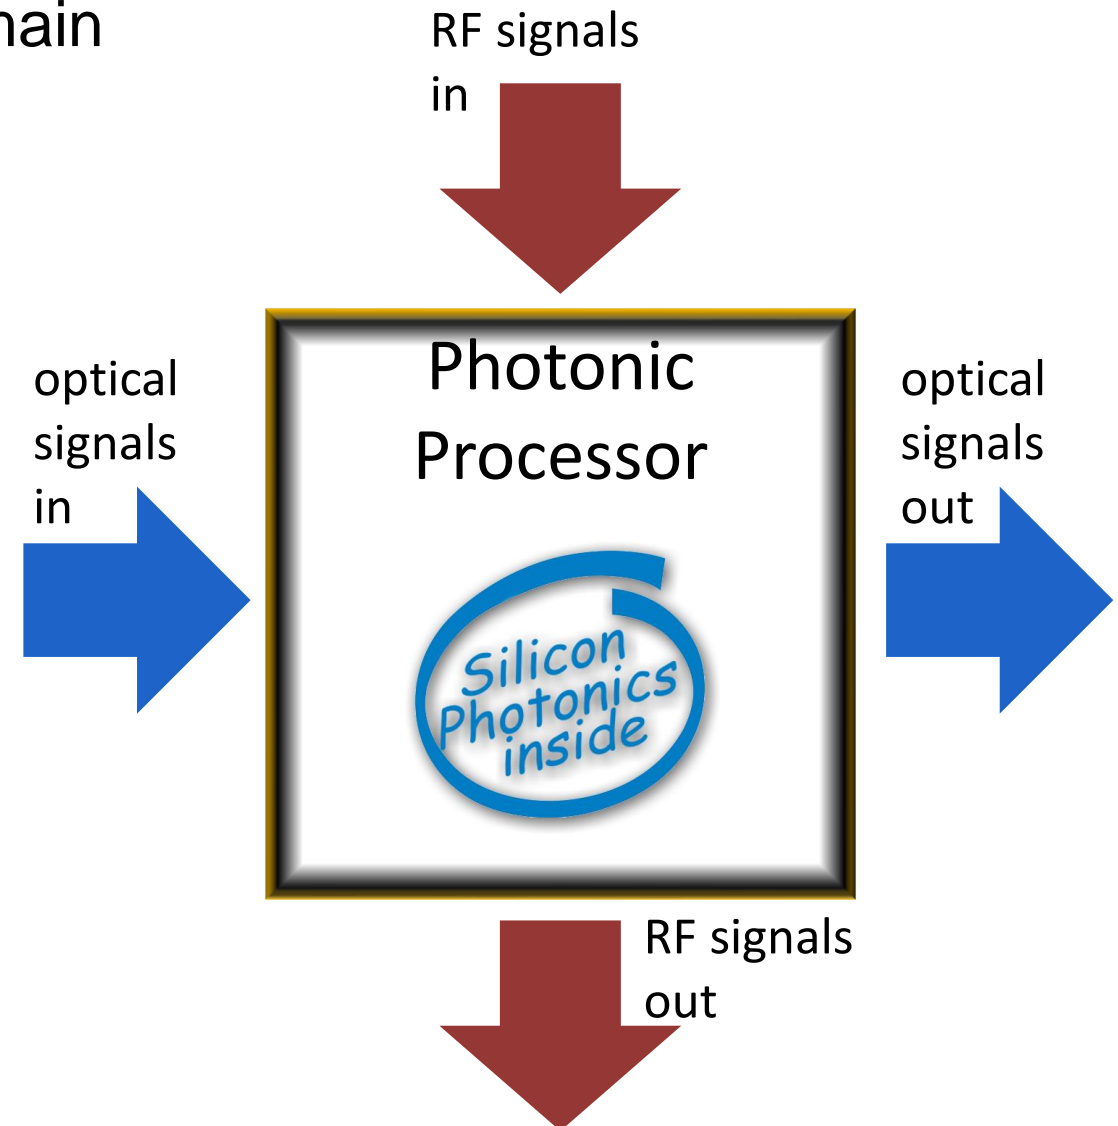 RF signals
in
Photonic
Processor
optical
signals
in
optical
signals
out
Silicon
Photonics
inside
RF signals
out